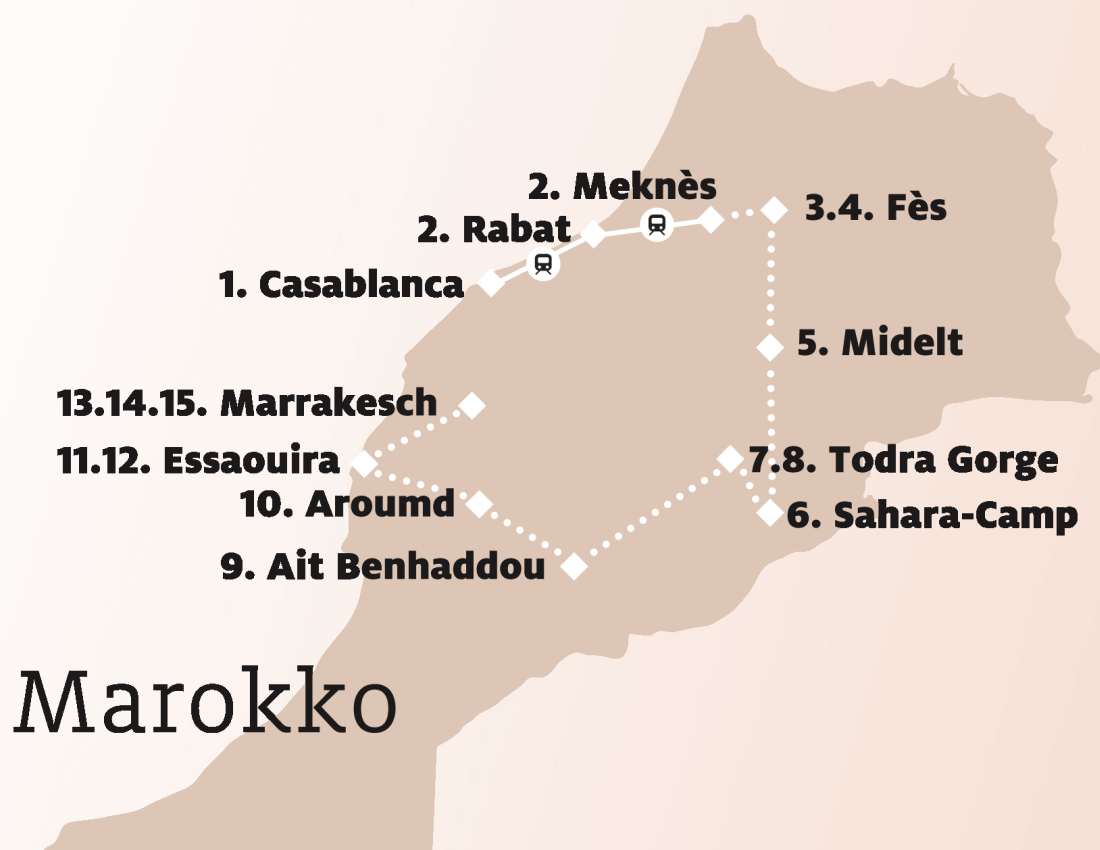 2. Meknès
3.4. Fès
2. Rabat
1. Casablanca
5. Midelt
13.14.15. Marrakesch
11.12. Essaouira
7.8. Todra Gorge
10. Aroumd
6. Sahara-Camp
9. Ait Benhaddou
Marokko